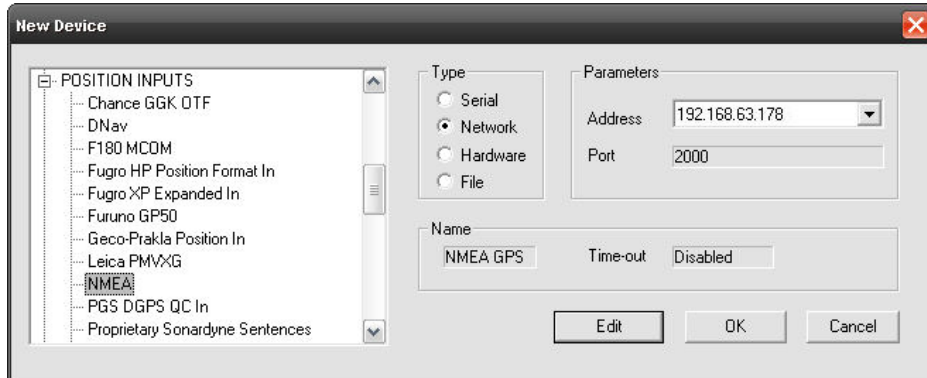 New Device
POSITION INPUTS
Chance GGK OTF
DNav
F180 MCOM
Fugro HP Position Format In
Fugro XP Expanded In
Furuno GP50
Geco-Prakla Position In
Leica PMVXG
NMEA
PGS DGPS QC In
Proprietary Sonardyne Sentences
Type
Serial
Network
Hardware
File
Parameters
Address 192.168.63.178
Port 2000
Name
NMEA GPS Time-out Disabled
Edit OK Cancel